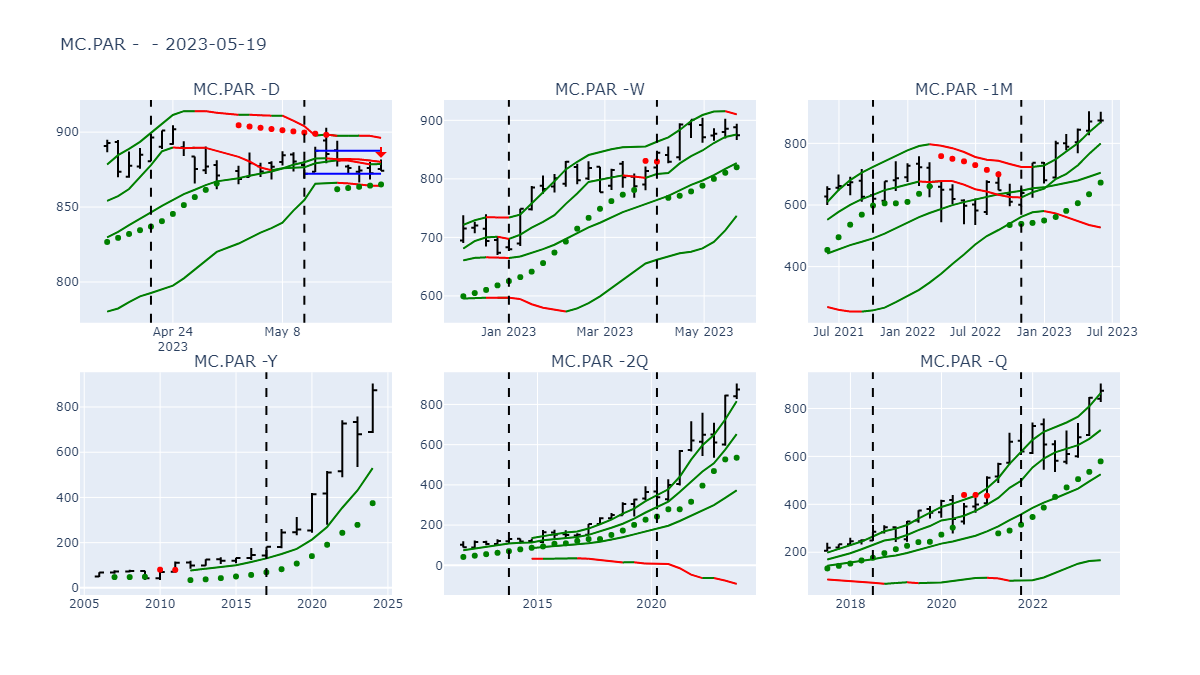 MC.PAR -  - 2023-05-19
MC.PAR -D
900
850
800
Apr 24
2023
May 8
MC.PAR -W
900
800
700
600
Jan 2023
Mar 2023
May 2023
MC.PAR -1M
800
600
400
Jul 2021
Jan 2022
Jul 2022
Jan 2023
Jul 2023
MC.PAR -Y
800
600
400
200
0
2005
2010
2015
2020
2025
MC.PAR -2Q
800
600
400
200
0
2015
2020
MC.PAR -Q
800
600
400
200
2018
2020
2022